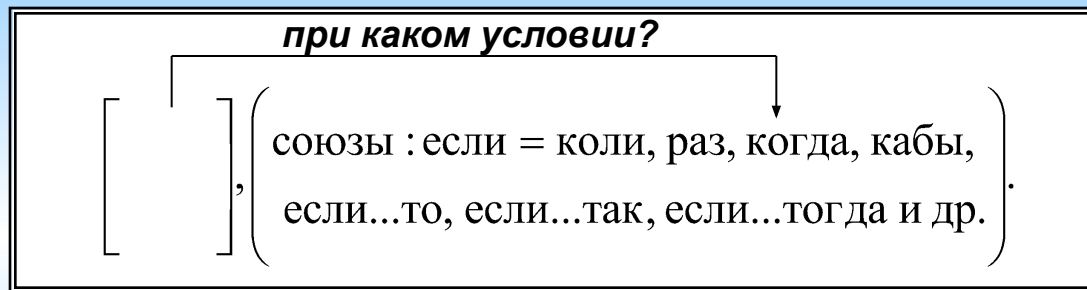 при каком условии?
[ ], (союзы : если = коли, раз, когда, кабы,
если...то, если...так, если...тогда и др.).